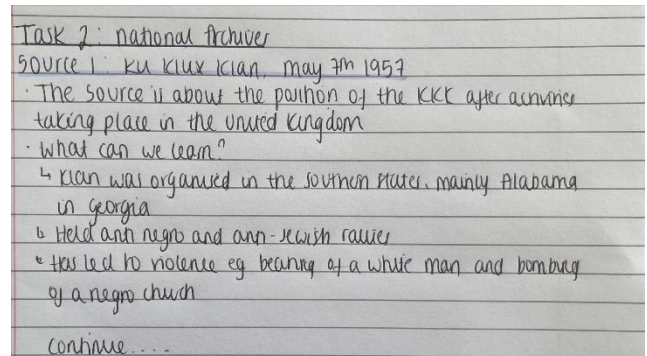 Task 2: national Archives
Source 1: Ku Klux Klan, may 7th 1957
· The source is about the position of the KKK after activities
taking place in the united kingdom
· What can we learn?
↳ Klan was organised in the southern states, mainly Alabama
in georgia
↳ Held anti negro and anti-Jewish rallies
↳ Has led to violence eg beating of a white man and bombing
of a negro church
continue....